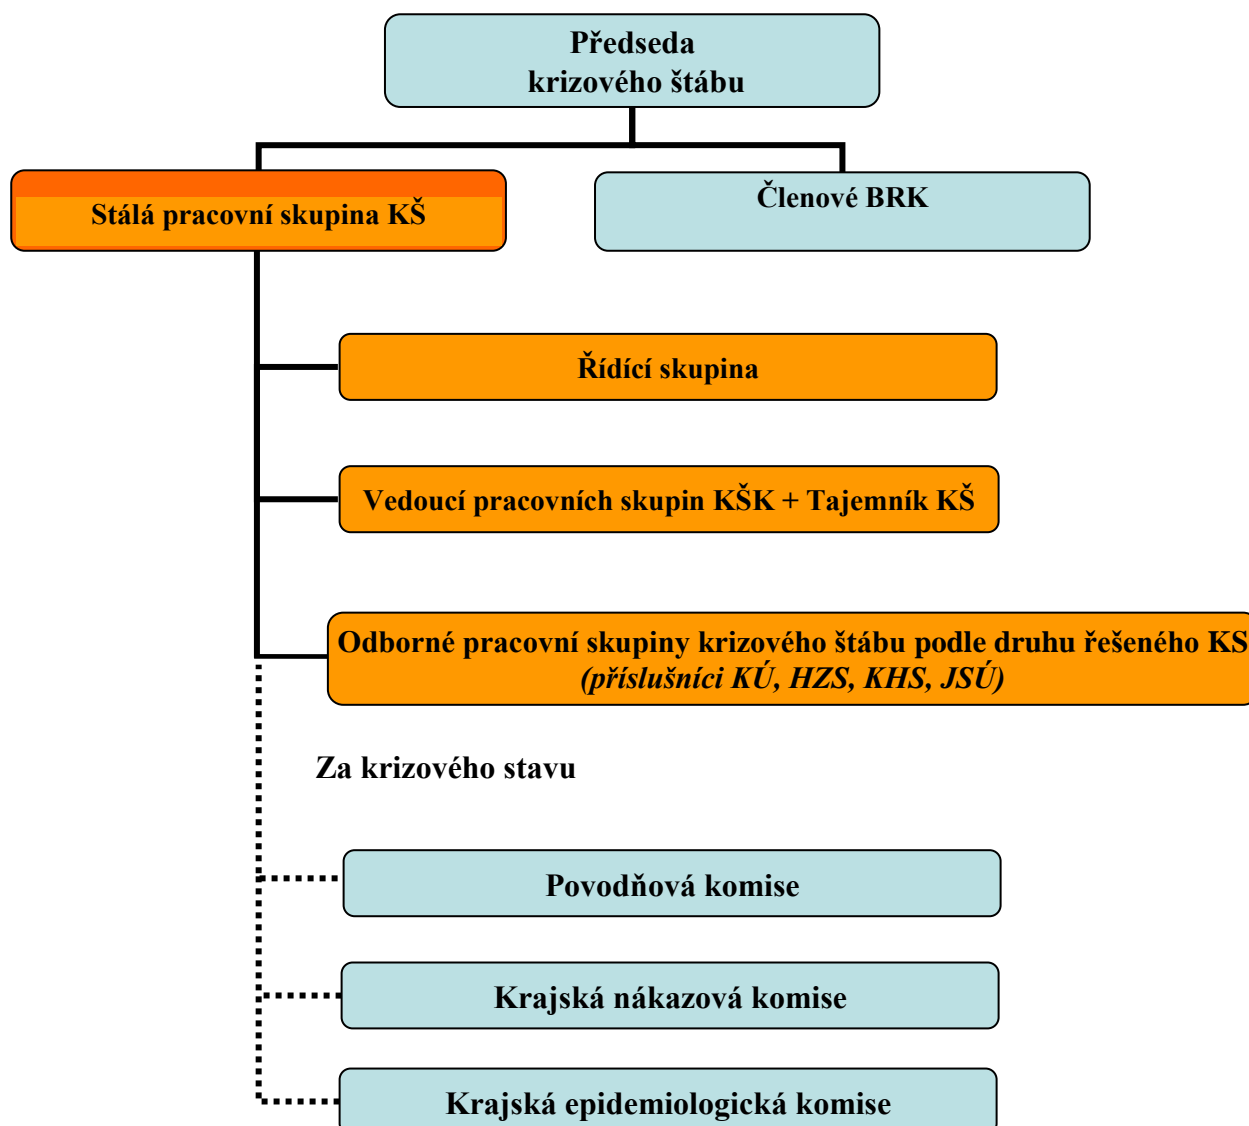 Předseda
krizového štábu
Stálá pracovní skupina KŠ
Členové BRK
Řídící skupina
Vedoucí pracovních skupin KŠK + Tajemník KŠ
Odborné pracovní skupiny krizového štábu podle druhu řešeného KS
(příslušníci KÚ, HZS, KHS, JSÚ)
Za krizového stavu
Povodňová komise
Krajská nákazová komise
Krajská epidemiologická komise